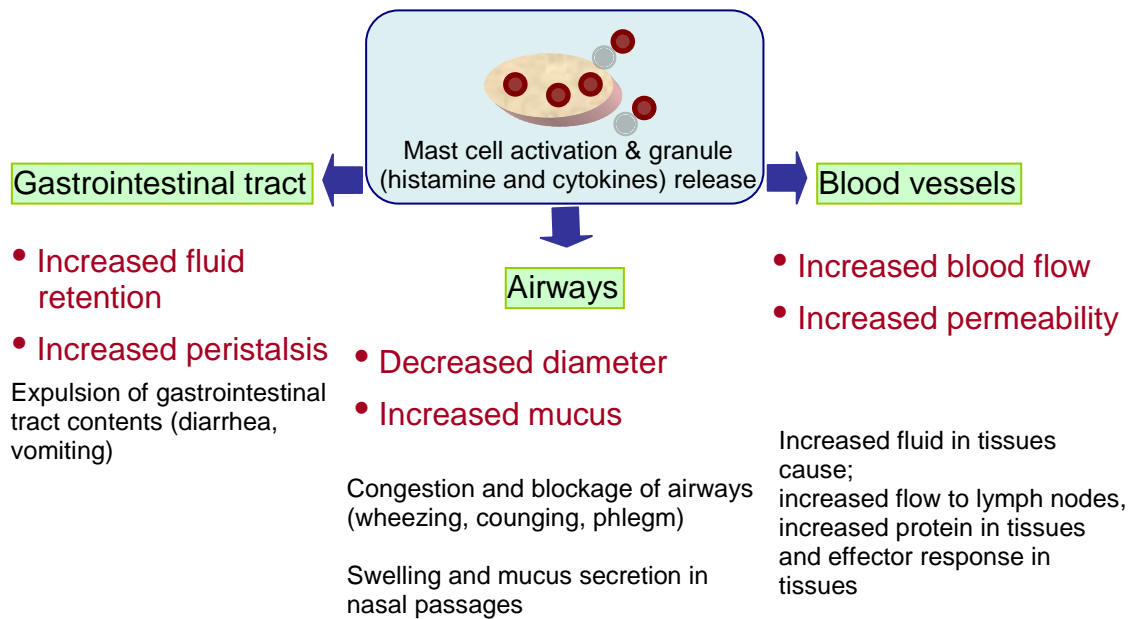 Mast cell activation & granule
(histamine and cytokines) release
Gastrointestinal tract
• Increased fluid
retention
• Increased peristalsis
Expulsion of gastrointestinal
tract contents (diarrhea,
vomiting)
Airways
• Decreased diameter
• Increased mucus
Congestion and blockage of airways
(wheezing, counging, phlegm)
Swelling and mucus secretion in
nasal passages
Blood vessels
• Increased blood flow
• Increased permeability
Increased fluid in tissues
cause;
increased flow to lymph nodes,
increased protein in tissues
and effector response in
tissues